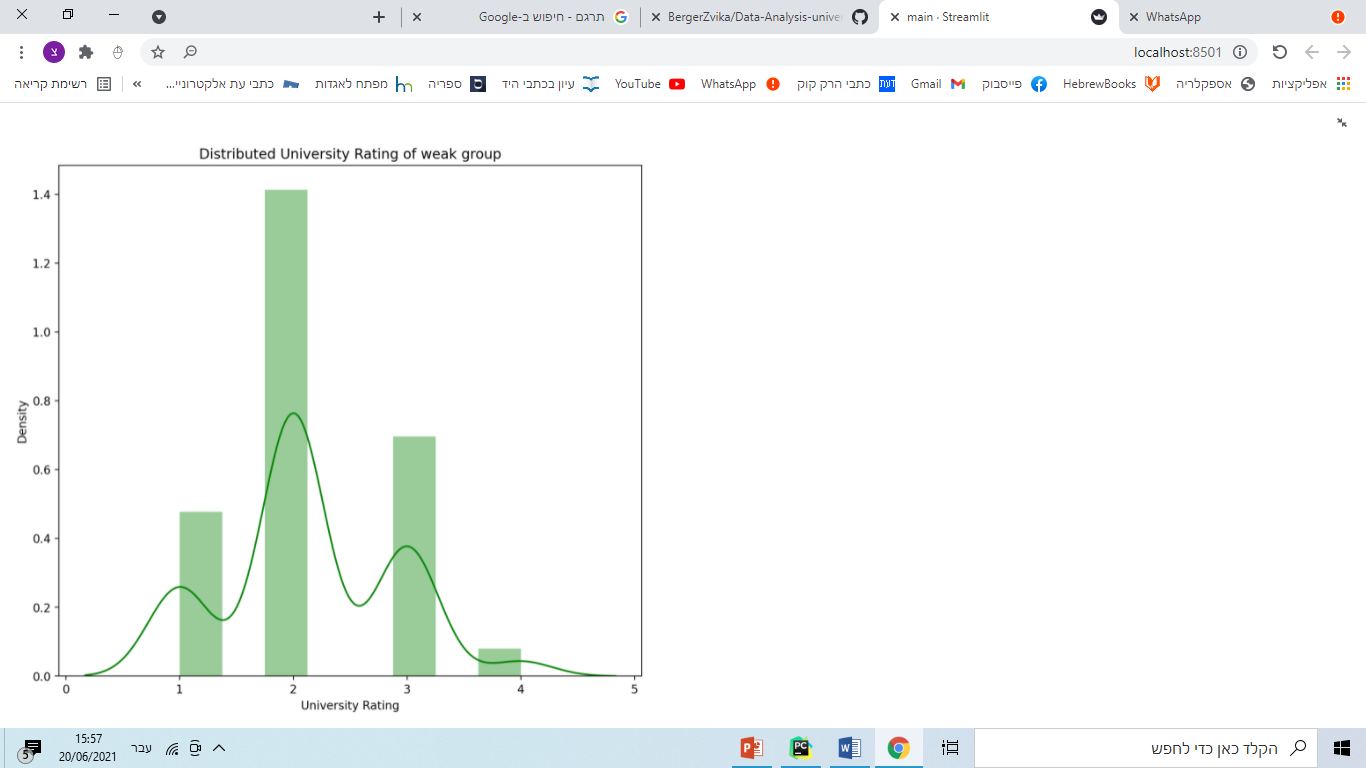 WhatsApp
main · Streamlit
BergerZvika/Data-Analysis-unive
תרגם - חיפוש ב-Google
localhost:8501
צ
אפליקציות
אספקלריה
HebrewBooks
פייסבוק
Gmail
דעת
כתבי הרק קוק
WhatsApp
YouTube
עיון בכתבי היד
ספריה
מפתח לאגדות
כתבי עת אלקטרוניי...
»
רשימת קריאה
Distributed University Rating of weak group
1.4
1.2
1.0
0.8
0.6
0.4
0.2
0.0
Density
0 1 2 3 4 5
University Rating
הקלד כאן כדי לחפש
עבר
15:57
20/06/2021
5